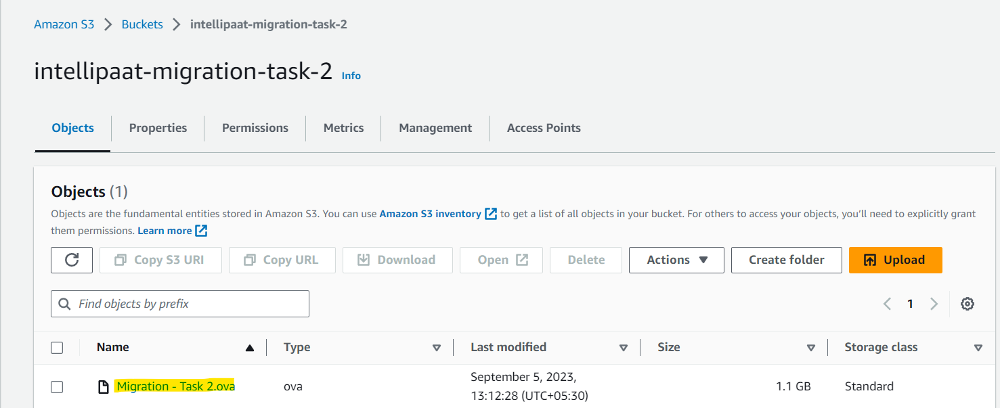 Amazon S3 > Buckets > intellipaat-migration-task-2
intellipaat-migration-task-2 Info
Objects Properties Permissions Metrics Management Access Points
Objects (1)
Objects are the fundamental entities stored in Amazon S3. You can use Amazon S3 inventory to get a list of all objects in your bucket. For others to access your objects, you'll need to explicitly grant
them permissions. Learn more
Copy S3 URI Copy URL Download Open Delete Actions Create folder Upload
Find objects by prefix 1
Name Type Last modified Size Storage class
Migration - Task 2.ova ova September 5, 2023, 1.1 GB Standard
13:12:28 (UTC+05:30)